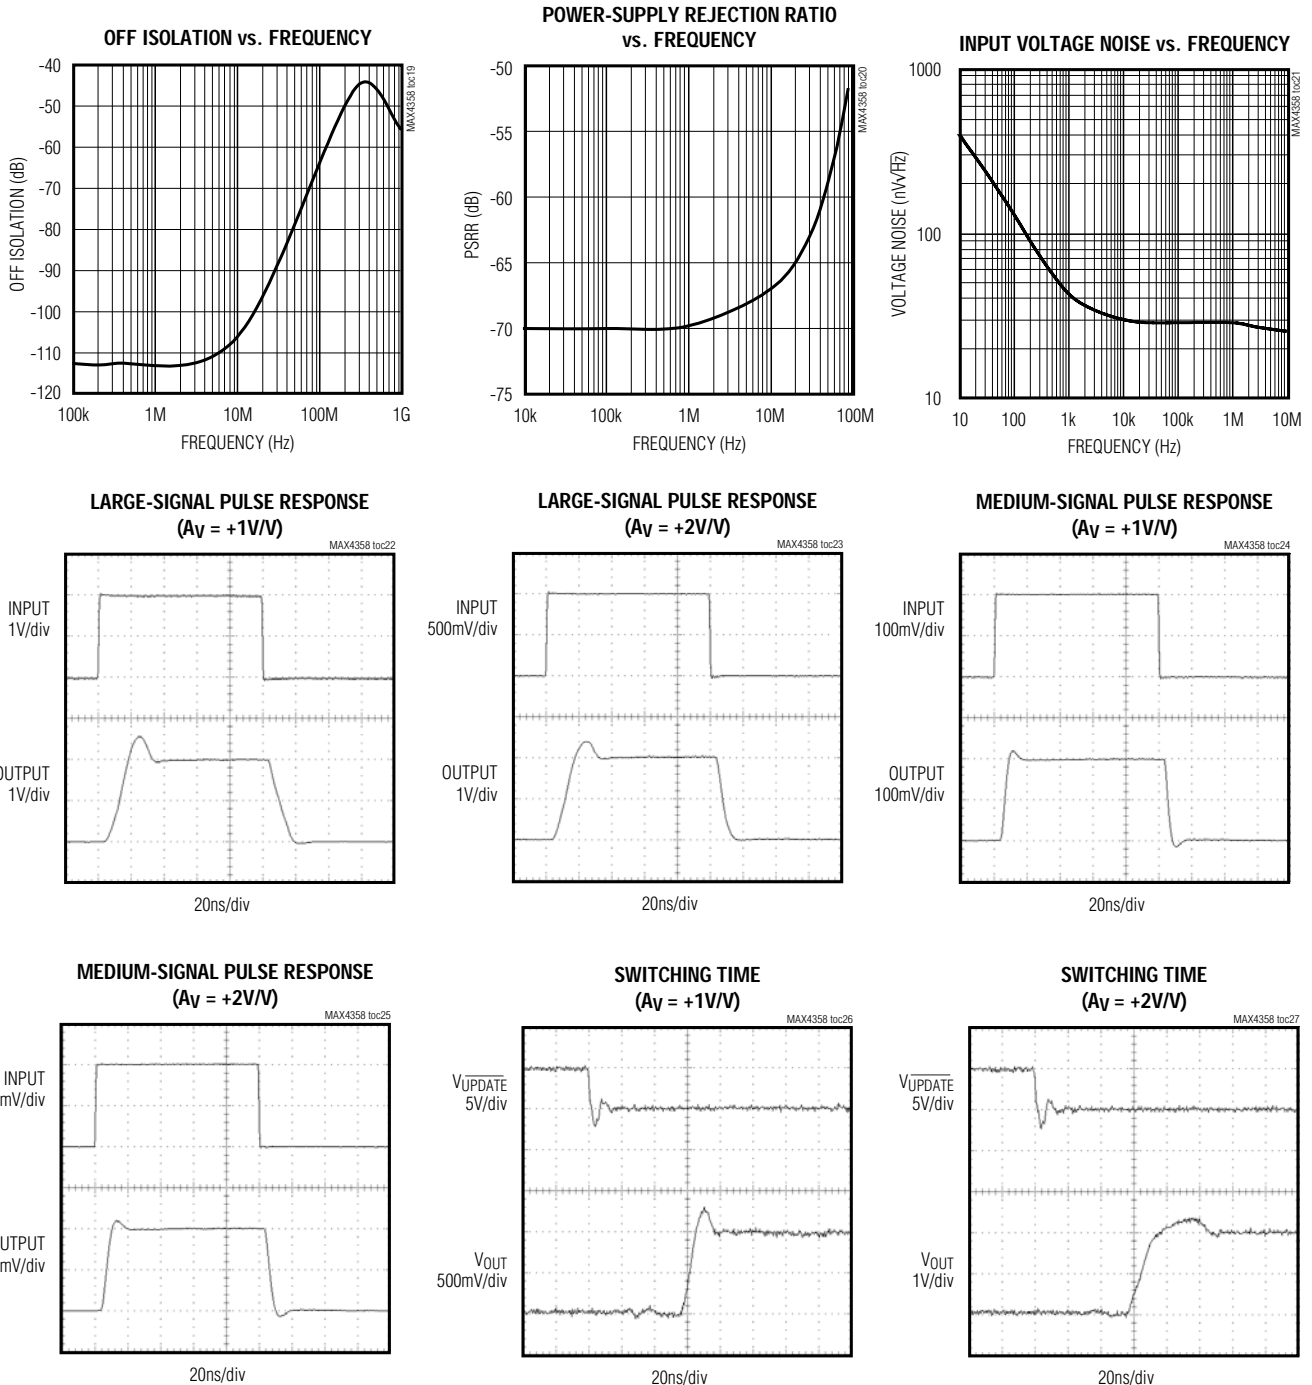 OFF ISOLATION vs. FREQUENCY
MAX4358 toc19
OFF ISOLATION (dB)
-40
-50
-60
-70
-80
-90
-100
-110
-120
100k 1M 10M 100M 1G
FREQUENCY (Hz)
POWER-SUPPLY REJECTION RATIO
vs. FREQUENCY
MAX4358 toc20
PSRR (dB)
-50
-55
-60
-65
-70
-75
10k 100k 1M 10M 100M
FREQUENCY (Hz)
INPUT VOLTAGE NOISE vs. FREQUENCY
MAX4358 toc21
VOLTAGE NOISE (nV√Hz)
1000
100
10
10 100 1k 10k 100k 1M 10M
FREQUENCY (Hz)
LARGE-SIGNAL PULSE RESPONSE
(AV = +1V/V)
MAX4358 toc22
INPUT
1V/div
OUTPUT
1V/div
20ns/div
LARGE-SIGNAL PULSE RESPONSE
(AV = +2V/V)
MAX4358 toc23
INPUT
500mV/div
OUTPUT
1V/div
20ns/div
MEDIUM-SIGNAL PULSE RESPONSE
(AV = +1V/V)
MAX4358 toc24
INPUT
100mV/div
OUTPUT
100mV/div
20ns/div
MEDIUM-SIGNAL PULSE RESPONSE
(AV = +2V/V)
MAX4358 toc25
INPUT
mV/div
UTPUT
mV/div
20ns/div
SWITCHING TIME
(AV = +1V/V)
MAX4358 toc26
VUPDATE
5V/div
VOUT
500mV/div
20ns/div
SWITCHING TIME
(AV = +2V/V)
MAX4358 toc27
VUPDATE
5V/div
VOUT
1V/div
20ns/div